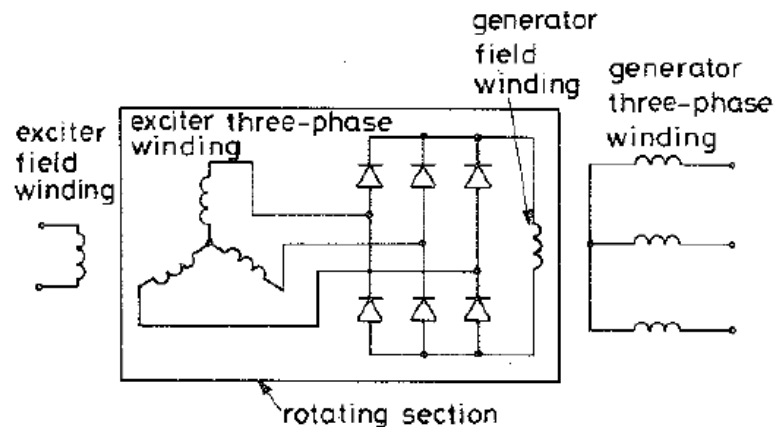 generator
field
winding
generator
three-phase
winding
exciter
field
winding
exciter three-phase
winding
rotating section